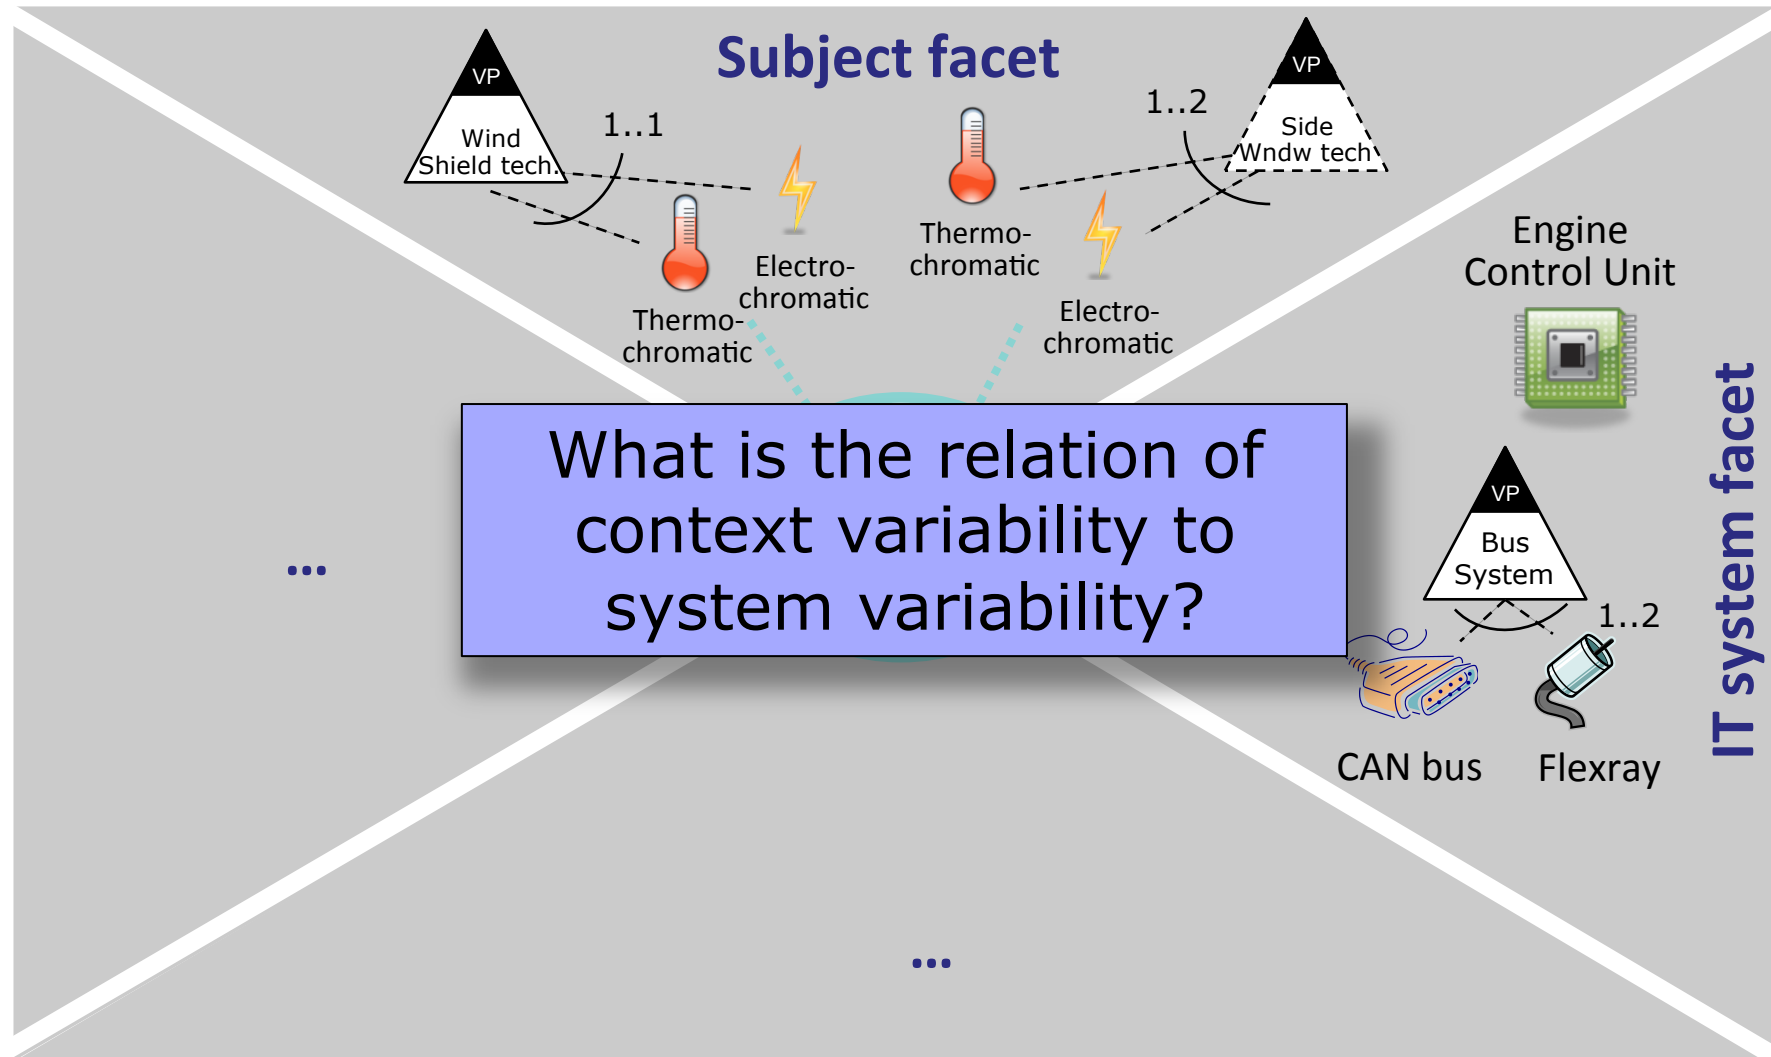 Subject facet
VP
Wind
Shield tech.
1..1
Thermo-
chromatic
Electro-
chromatic
VP
Side
Wndw tech
1..2
Thermo-
chromatic
Electro-
chromatic
Engine
Control Unit
IT system facet
VP
Bus
System
1..2
CAN bus
Flexray
What is the relation of
context variability to
system variability?
...
...